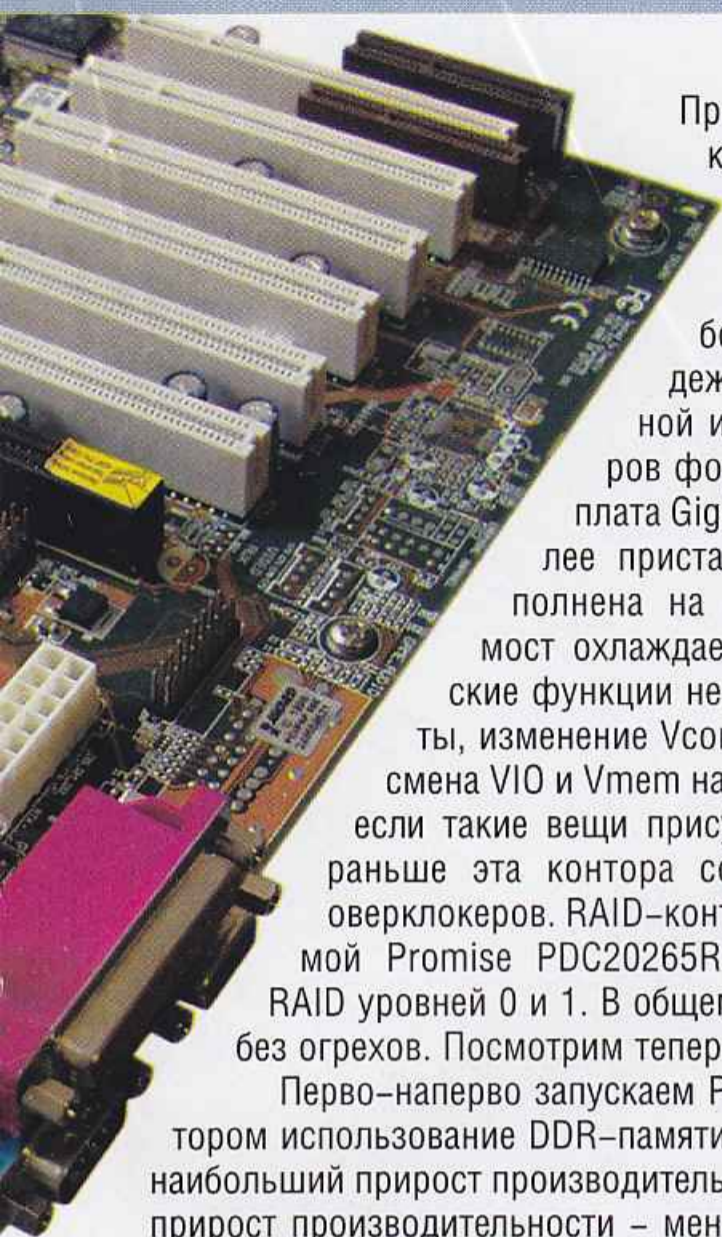 Пр
к
бо
деж
ной и
ров фо
плата Gig
лее приста
полнена на
мост охлаждае
ские функции не
ты, изменение Vcor
смена VIO и Vmem на
если такие вещи прису
раньше эта контора со
оверклокеров. RAID–конт
мой Promise PDC20265R
RAID уровней 0 и 1. В общем
без огрехов. Посмотрим тепер
Перво–наперво запускаем P
тором использование DDR–памяти
наибольший прирост производитель
прирост производительности – мен